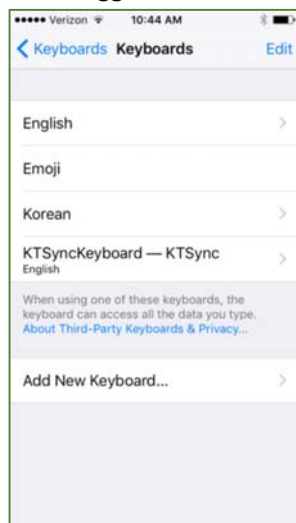 Verizon 10:44 AM
Keyboards Keyboards Edit
English
Emoji
Korean
KTSyncKeyboard — KTSync
English
When using one of these keyboards, the
keyboard can access all the data you type.
About Third-Party Keyboards & Privacy...
Add New Keyboard...